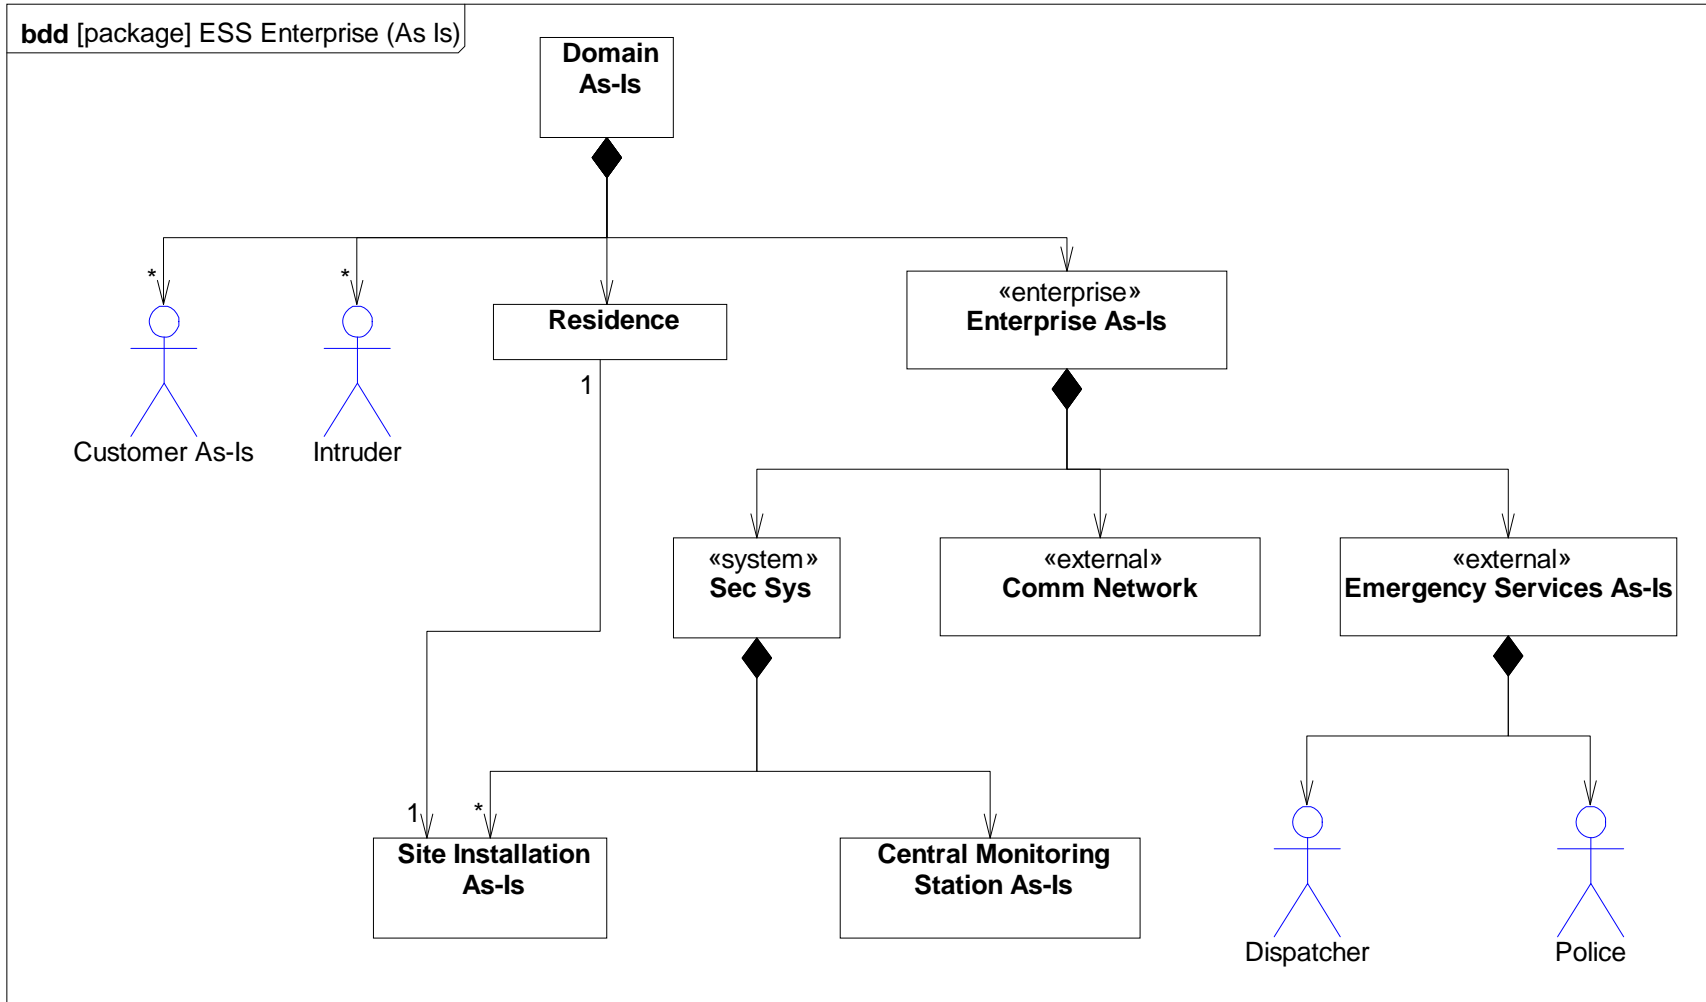 bdd [package] ESS Enterprise (As Is)
Domain
As-Is
*
*
«enterprise»
Enterprise As-Is
Residence
1
Customer As-Is
Intruder
«system»
Sec Sys
«external»
Comm Network
«external»
Emergency Services As-Is
1
*
Site Installation
As-Is
Central Monitoring
Station As-Is
Dispatcher
Police